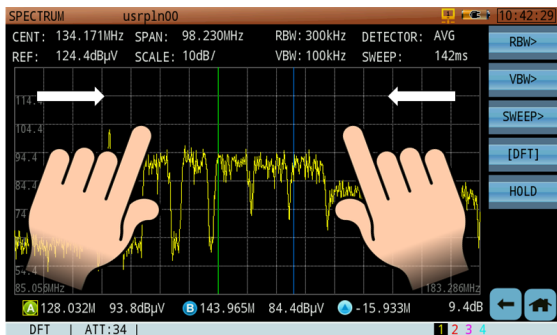 SPECTRUM usrpln00 10:42:29
CENT: 134.171MHz SPAN: 98.230MHz RBW: 300kHz DETECTOR: AVG
REF: 124.4dBµV SCALE: 10dB/ VBW: 100kHz SWEEP: 142ms
RBW>
VBW>
SWEEP>
[DFT]
HOLD
114.4
104.4
94.4
84.4
74
54.4
85.056MHz 183.286MHz
A 128.032M 93.8dBµV B 143.965M 84.4dBµV -15.933M 9.4dB
DFT | ATT:34 | 1 2 3 4